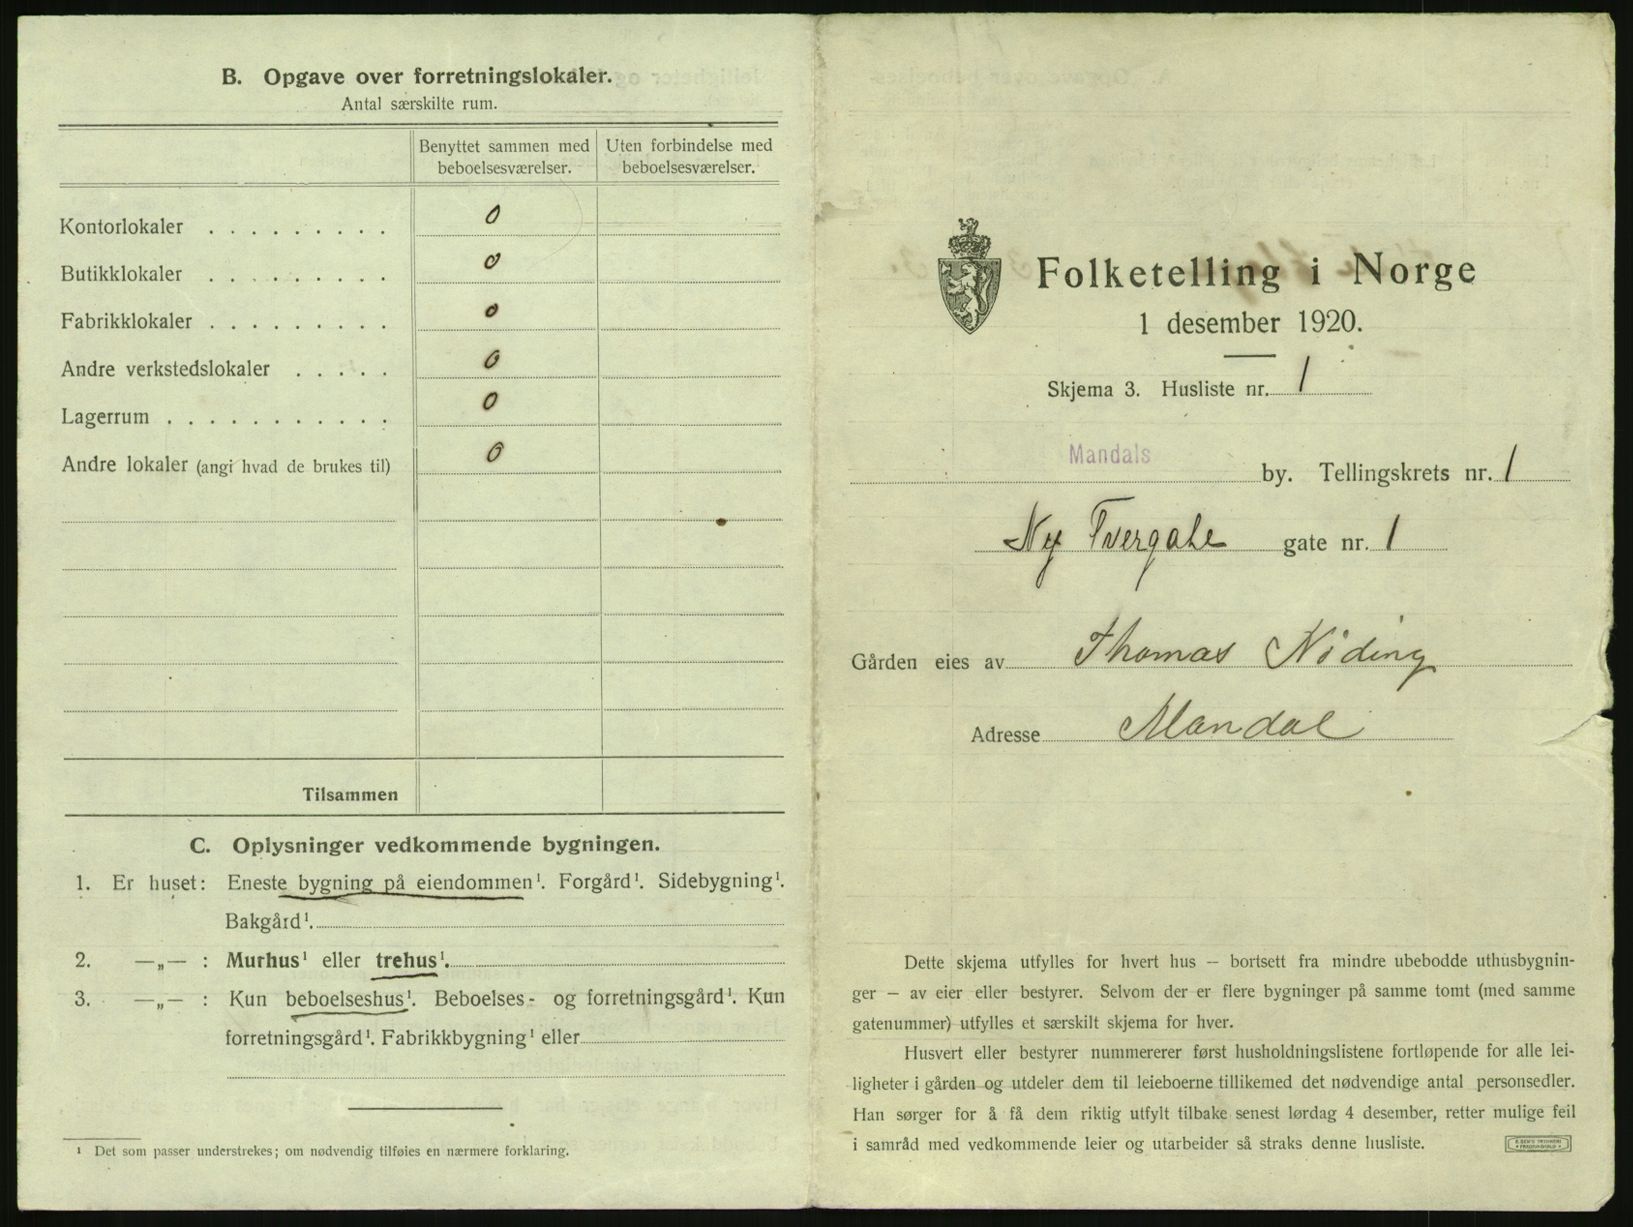 B. Opgave over forretningslokaler.
Antal særskilte rum.
Benyttet sammen med beboelsesværelser.
Uten forbindelse med beboelsesværelser.
Kontorlokaler . . . . . . . . . 0
Butikklokaler . . . . . . . . . 0
Fabrikklokaler . . . . . . . . . 0
Andre verkstedslokaler . . . . . 0
Lagerrum . . . . . . . . . . . 0
Andre lokaler (angi hvad de brukes til) 0
Tilsammen
C. Oplysninger vedkommende bygningen.
1. Er huset: Eneste bygning på eiendommen¹. Forgård¹. Sidebygning¹.
Bakgård¹.
2. —„— : Murhus¹ eller trehus¹.
3. —„— : Kun beboelseshus¹. Beboelses- og forretningsgård¹. Kun
forretningsgård¹. Fabrikkbygning¹ eller
¹ Det som passer understrekes; om nødvendig tilføies en nærmere forklaring.
Folketelling i Norge
1 desember 1920.
Skjema 3. Husliste nr. 1
Mandals by. Tellingskrets nr. 1
Ny Tvergate gate nr. 1
Gården eies av Thomas Nöding
Adresse Mandal
Dette skjema utfylles for hvert hus – bortsett fra mindre ubebodde uthusbygnin-
ger – av eier eller bestyrer. Selvom der er flere bygninger på samme tomt (med samme
gatenummer) utfylles et særskilt skjema for hver.
Husvert eller bestyrer nummererer først husholdningslistene fortløpende for alle lei-
ligheter i gården og utdeler dem til leieboerne tillikemed det nødvendige antal personsedler.
Han sørger for å få dem riktig utfylt tilbake senest lørdag 4 desember, retter mulige feil
i samråd med vedkommende leier og utarbeider så straks denne husliste.